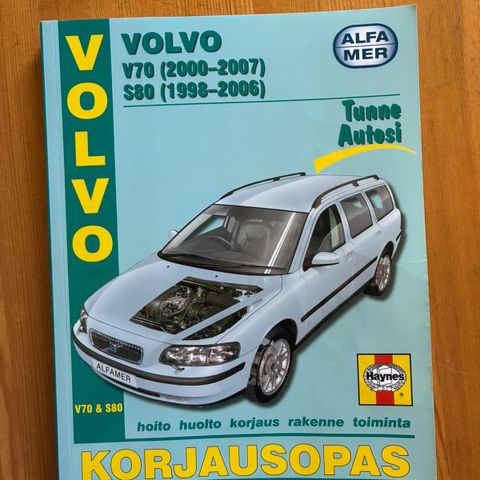 VOLVO
VOLVO
V70 (2000-2007)
S80 (1998-2006)
ALFA
MER
Tunne
Autosi
ALFAMER
Haynes
®
V70 & S80
hoito huolto korjaus rakenne toiminta
KORJAUSOPAS